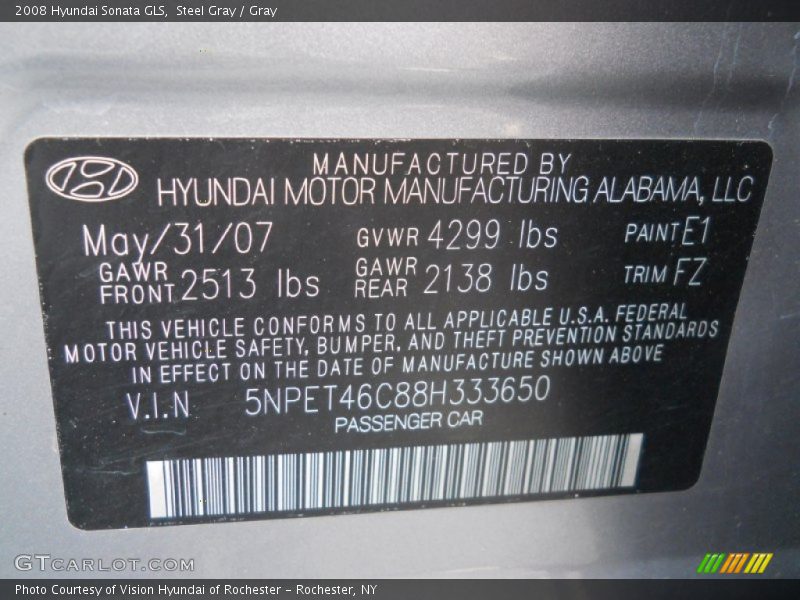 2008 Hyundai Sonata GLS, Steel Gray / Gray
MANUFACTURED BY
HYUNDAI MOTOR MANUFACTURING ALABAMA, LLC
May/31/07 GVWR 4299 lbs PAINT E1
GAWR FRONT 2513 lbs GAWR REAR 2138 lbs TRIM FZ
THIS VEHICLE CONFORMS TO ALL APPLICABLE U.S.A. FEDERAL
MOTOR VEHICLE SAFETY, BUMPER, AND THEFT PREVENTION STANDARDS
IN EFFECT ON THE DATE OF MANUFACTURE SHOWN ABOVE
V.I.N 5NPET46C88H333650
PASSENGER CAR
GTCARLOT.COM
Photo Courtesy of Vision Hyundai of Rochester - Rochester, NY